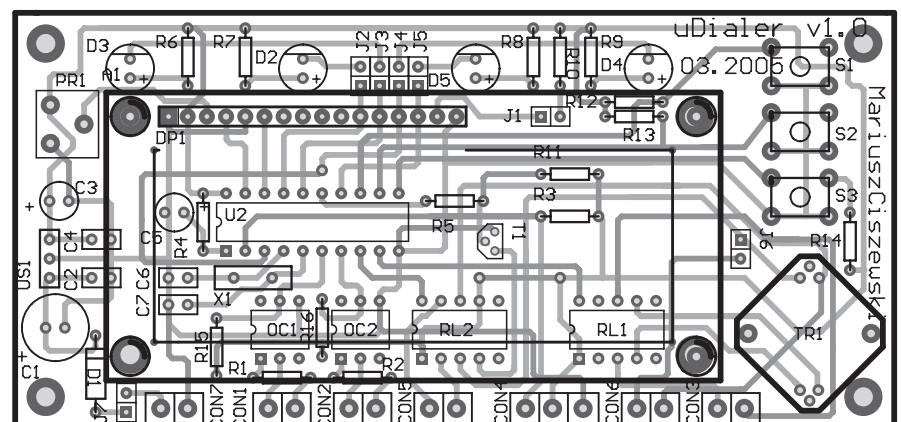 uDialer v1.0
03.2006
MariuszCiszewski
D3
R6
R7
D2
J2
J3
J4
J5
D5
R8
R10
R9
D4
S1
A1
PR1
DP1
J1
R12
R13
S2
R11
C3
R3
S3
U2
R5
T1
C5
R4
J6
R14
C4
US1
C2
C6
C7
X1
OC1
R16
OC2
RL2
RL1
TR1
R15
C1
D1
R1
R2
J7
CON7
CON1
CON2
CON5
CON4
CON6
CON3